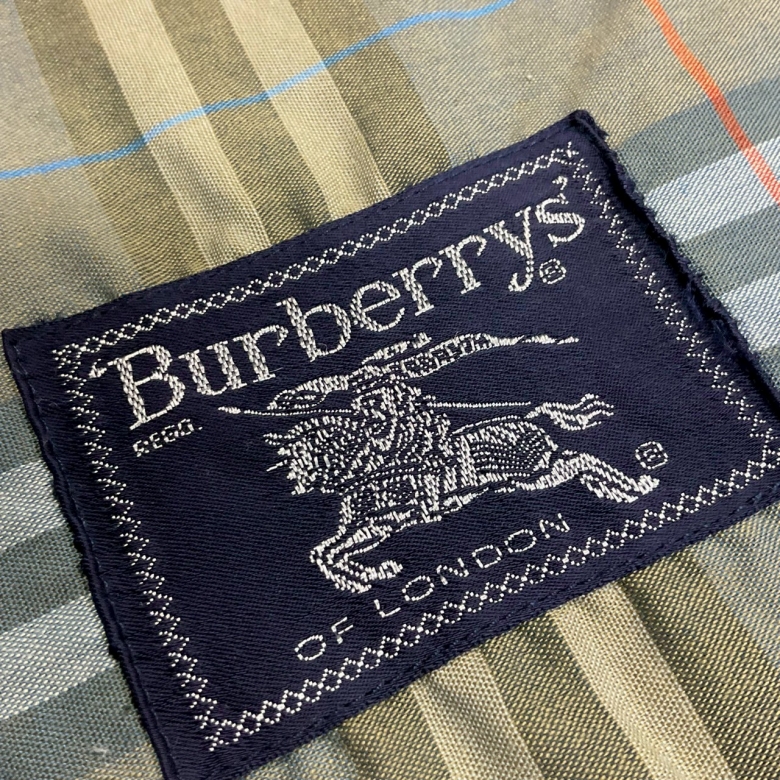 Burberrys'®
REGD.
®
OF LONDON